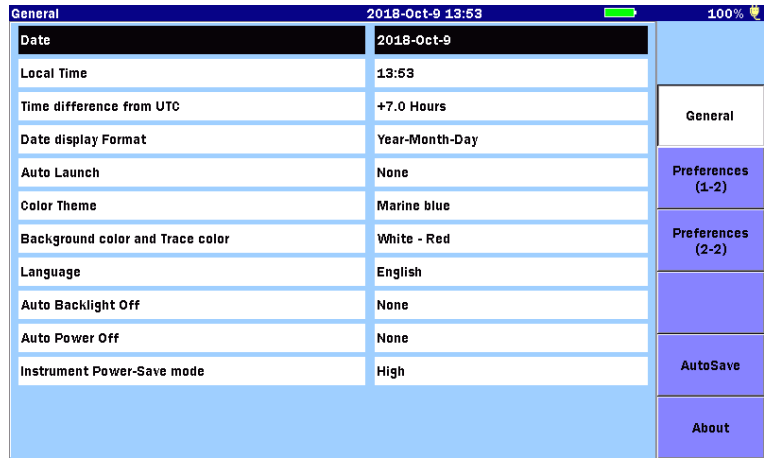 General 2018-Oct-9 13:53 100%
Date 2018-Oct-9
Local Time 13:53
Time difference from UTC +7.0 Hours
Date display Format Year-Month-Day
Auto Launch None
Color Theme Marine blue
Background color and Trace color White - Red
Language English
Auto Backlight Off None
Auto Power Off None
Instrument Power-Save mode High
General
Preferences
(1-2)
Preferences
(2-2)
AutoSave
About